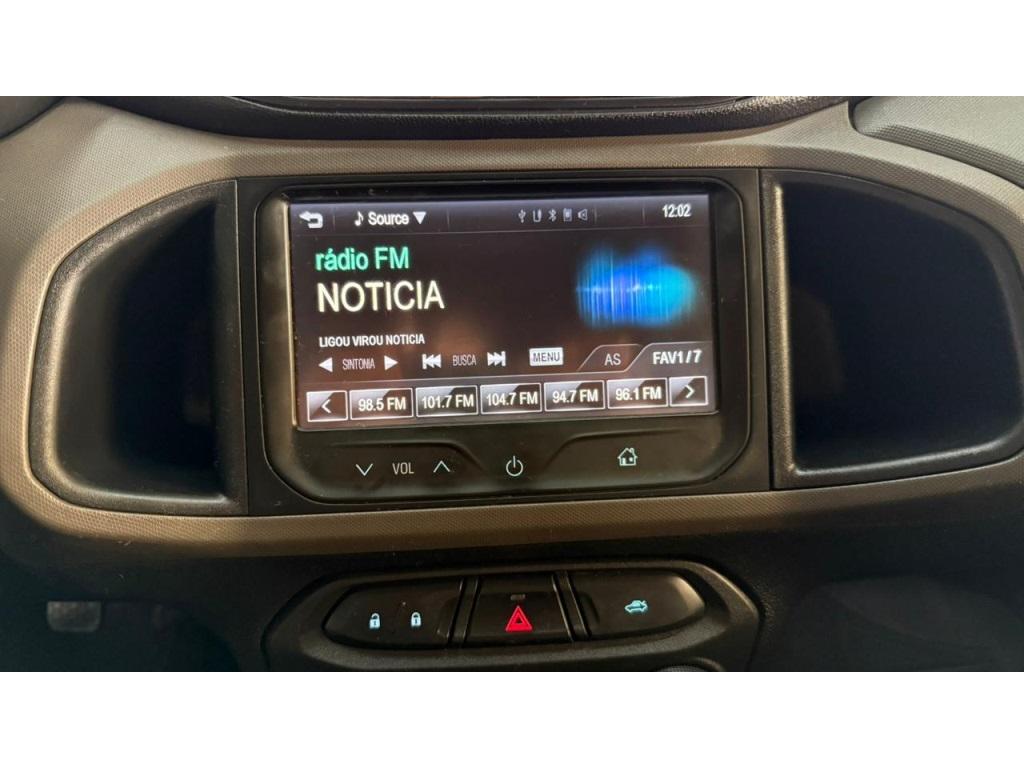 Source 12:02
rádio FM
NOTICIA
LIGOU VIROU NOTICIA
SINTONIA BUSCA MENU AS FAV1/7
98.5 FM 101.7 FM 104.7 FM 94.7 FM 96.1 FM
VOL